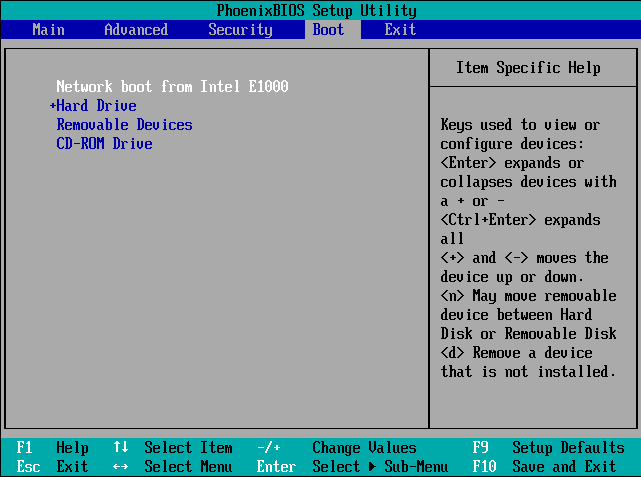 PhoenixBIOS Setup Utility
Main Advanced Security Boot Exit
Network boot from Intel E1000
+Hard Drive
Removable Devices
CD-ROM Drive
Item Specific Help
Keys used to view or
configure devices:
<Enter> expands or
collapses devices with
a + or -
<Ctrl+Enter> expands
all
<+> and <-> moves the
device up or down.
<n> May move removable
device between Hard
Disk or Removable Disk
<d> Remove a device
that is not installed.
F1 Help ↑↓ Select Item -/+ Change Values F9 Setup Defaults
Esc Exit ↔ Select Menu Enter Select ▶ Sub-Menu F10 Save and Exit